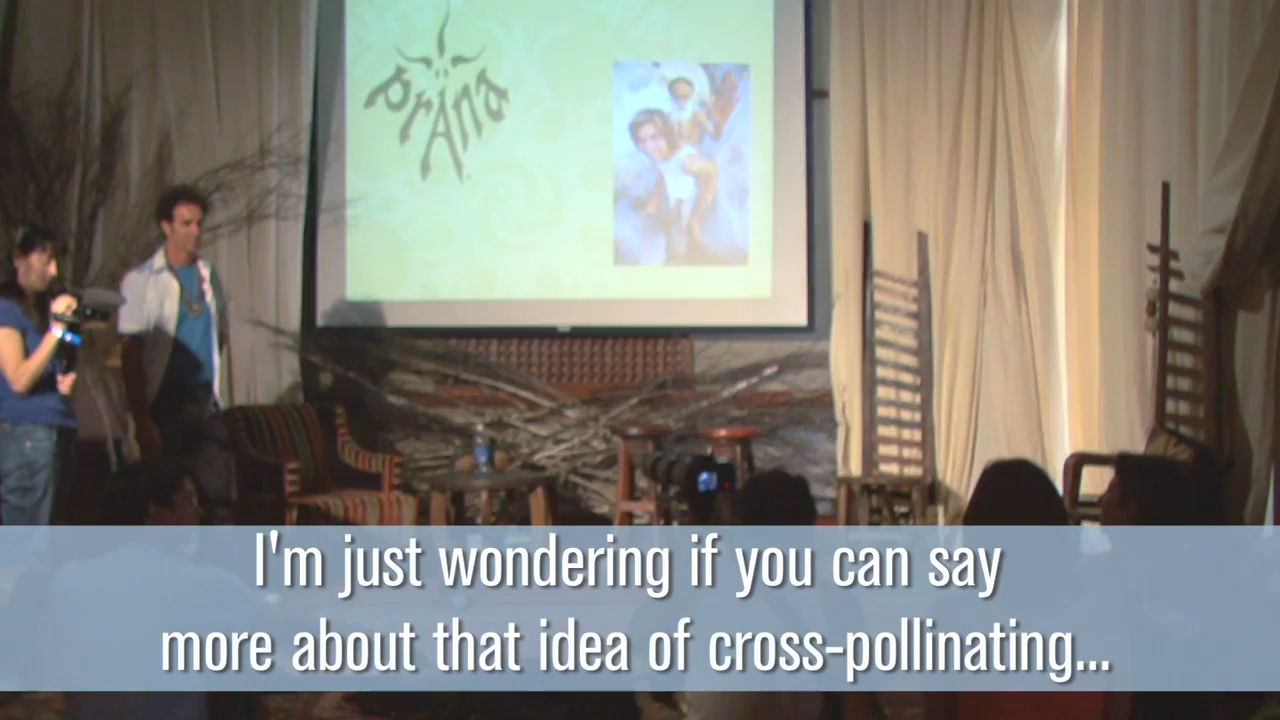 prAna
I'm just wondering if you can say
more about that idea of cross-pollinating...